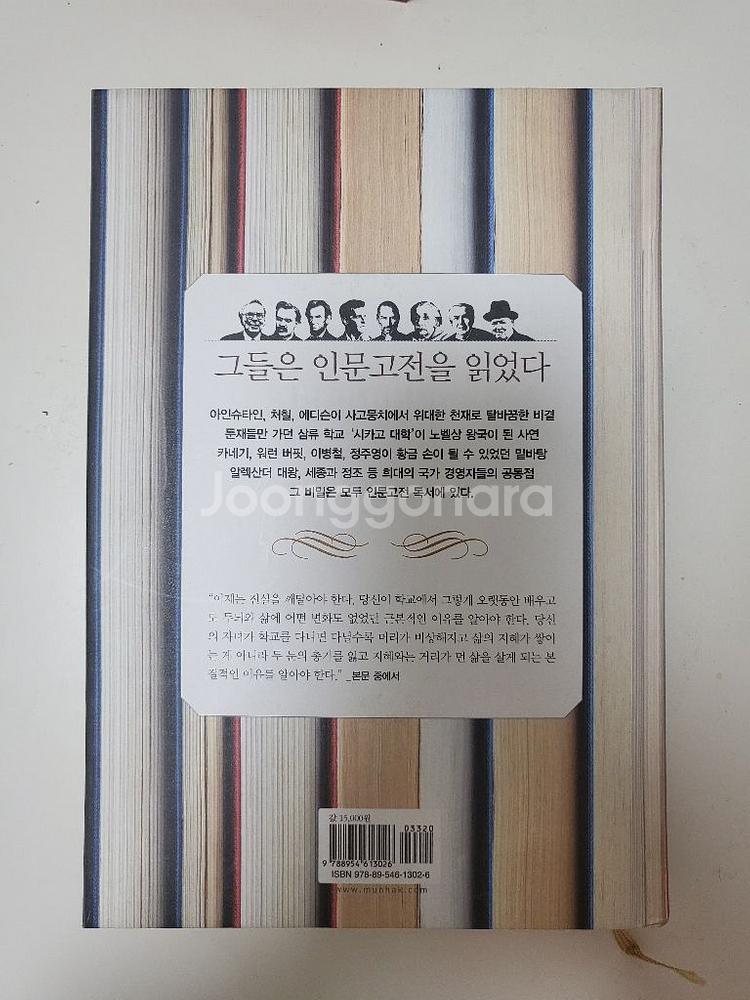 그들은 인문고전을 읽었다
아인슈타인, 처칠, 에디슨이 사고뭉치에서 위대한 천재로 탈바꿈한 비결
둔재들만 가던 삼류 학교 '시카고 대학'이 노벨상 왕국이 된 사연
카네기, 워런 버핏, 이병철, 정주영이 황금 손이 될 수 있었던 밑바탕
알렉산더 대왕, 세종과 정조 등 희대의 국가 경영자들의 공통점
그 비밀은 모두 인문고전 독서에 있다.
Joonggonara
"이제는 진실을 깨달아야 한다. 당신이 학교에서 그렇게 오랫동안 배우고
도 두뇌와 삶에 어떤 변화도 없었던 근본적인 이유를 알아야 한다. 당신
의 자녀가 학교를 다니면 다닐수록 머리가 비상해지고 삶의 지혜가 쌓이
는 게 아니라 두 눈의 총기를 잃고 지혜와는 거리가 먼 삶을 살게 되는 본
질적인 이유를 알아야 한다." _본문 중에서
값 15,000원
03320
9 788954 613026
ISBN 978-89-546-1302-6
www.munhak.com